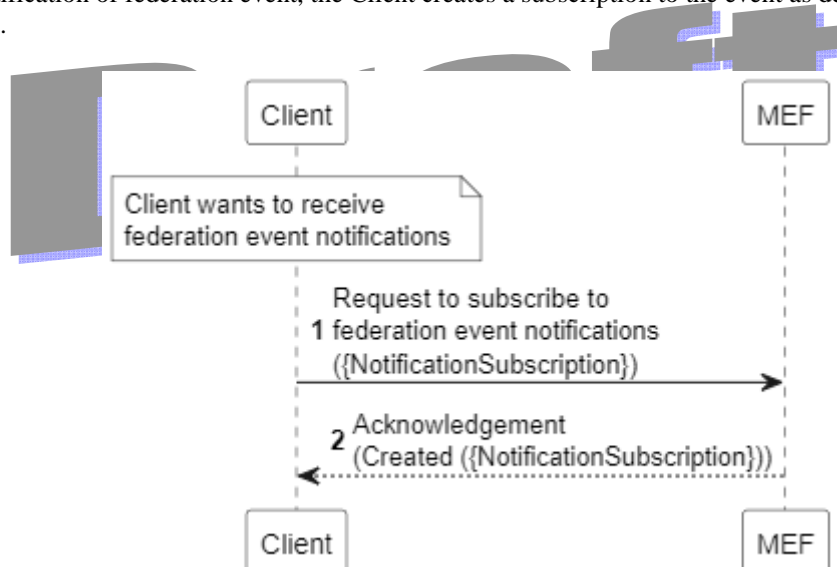 ification of federation event, the Client creates a subscription to the event as de
.
Client
MEF
Client wants to receive
federation event notifications
Request to subscribe to
1 federation event notifications
({NotificationSubscription})
2 Acknowledgement
(Created ({NotificationSubscription}))
Client
MEF